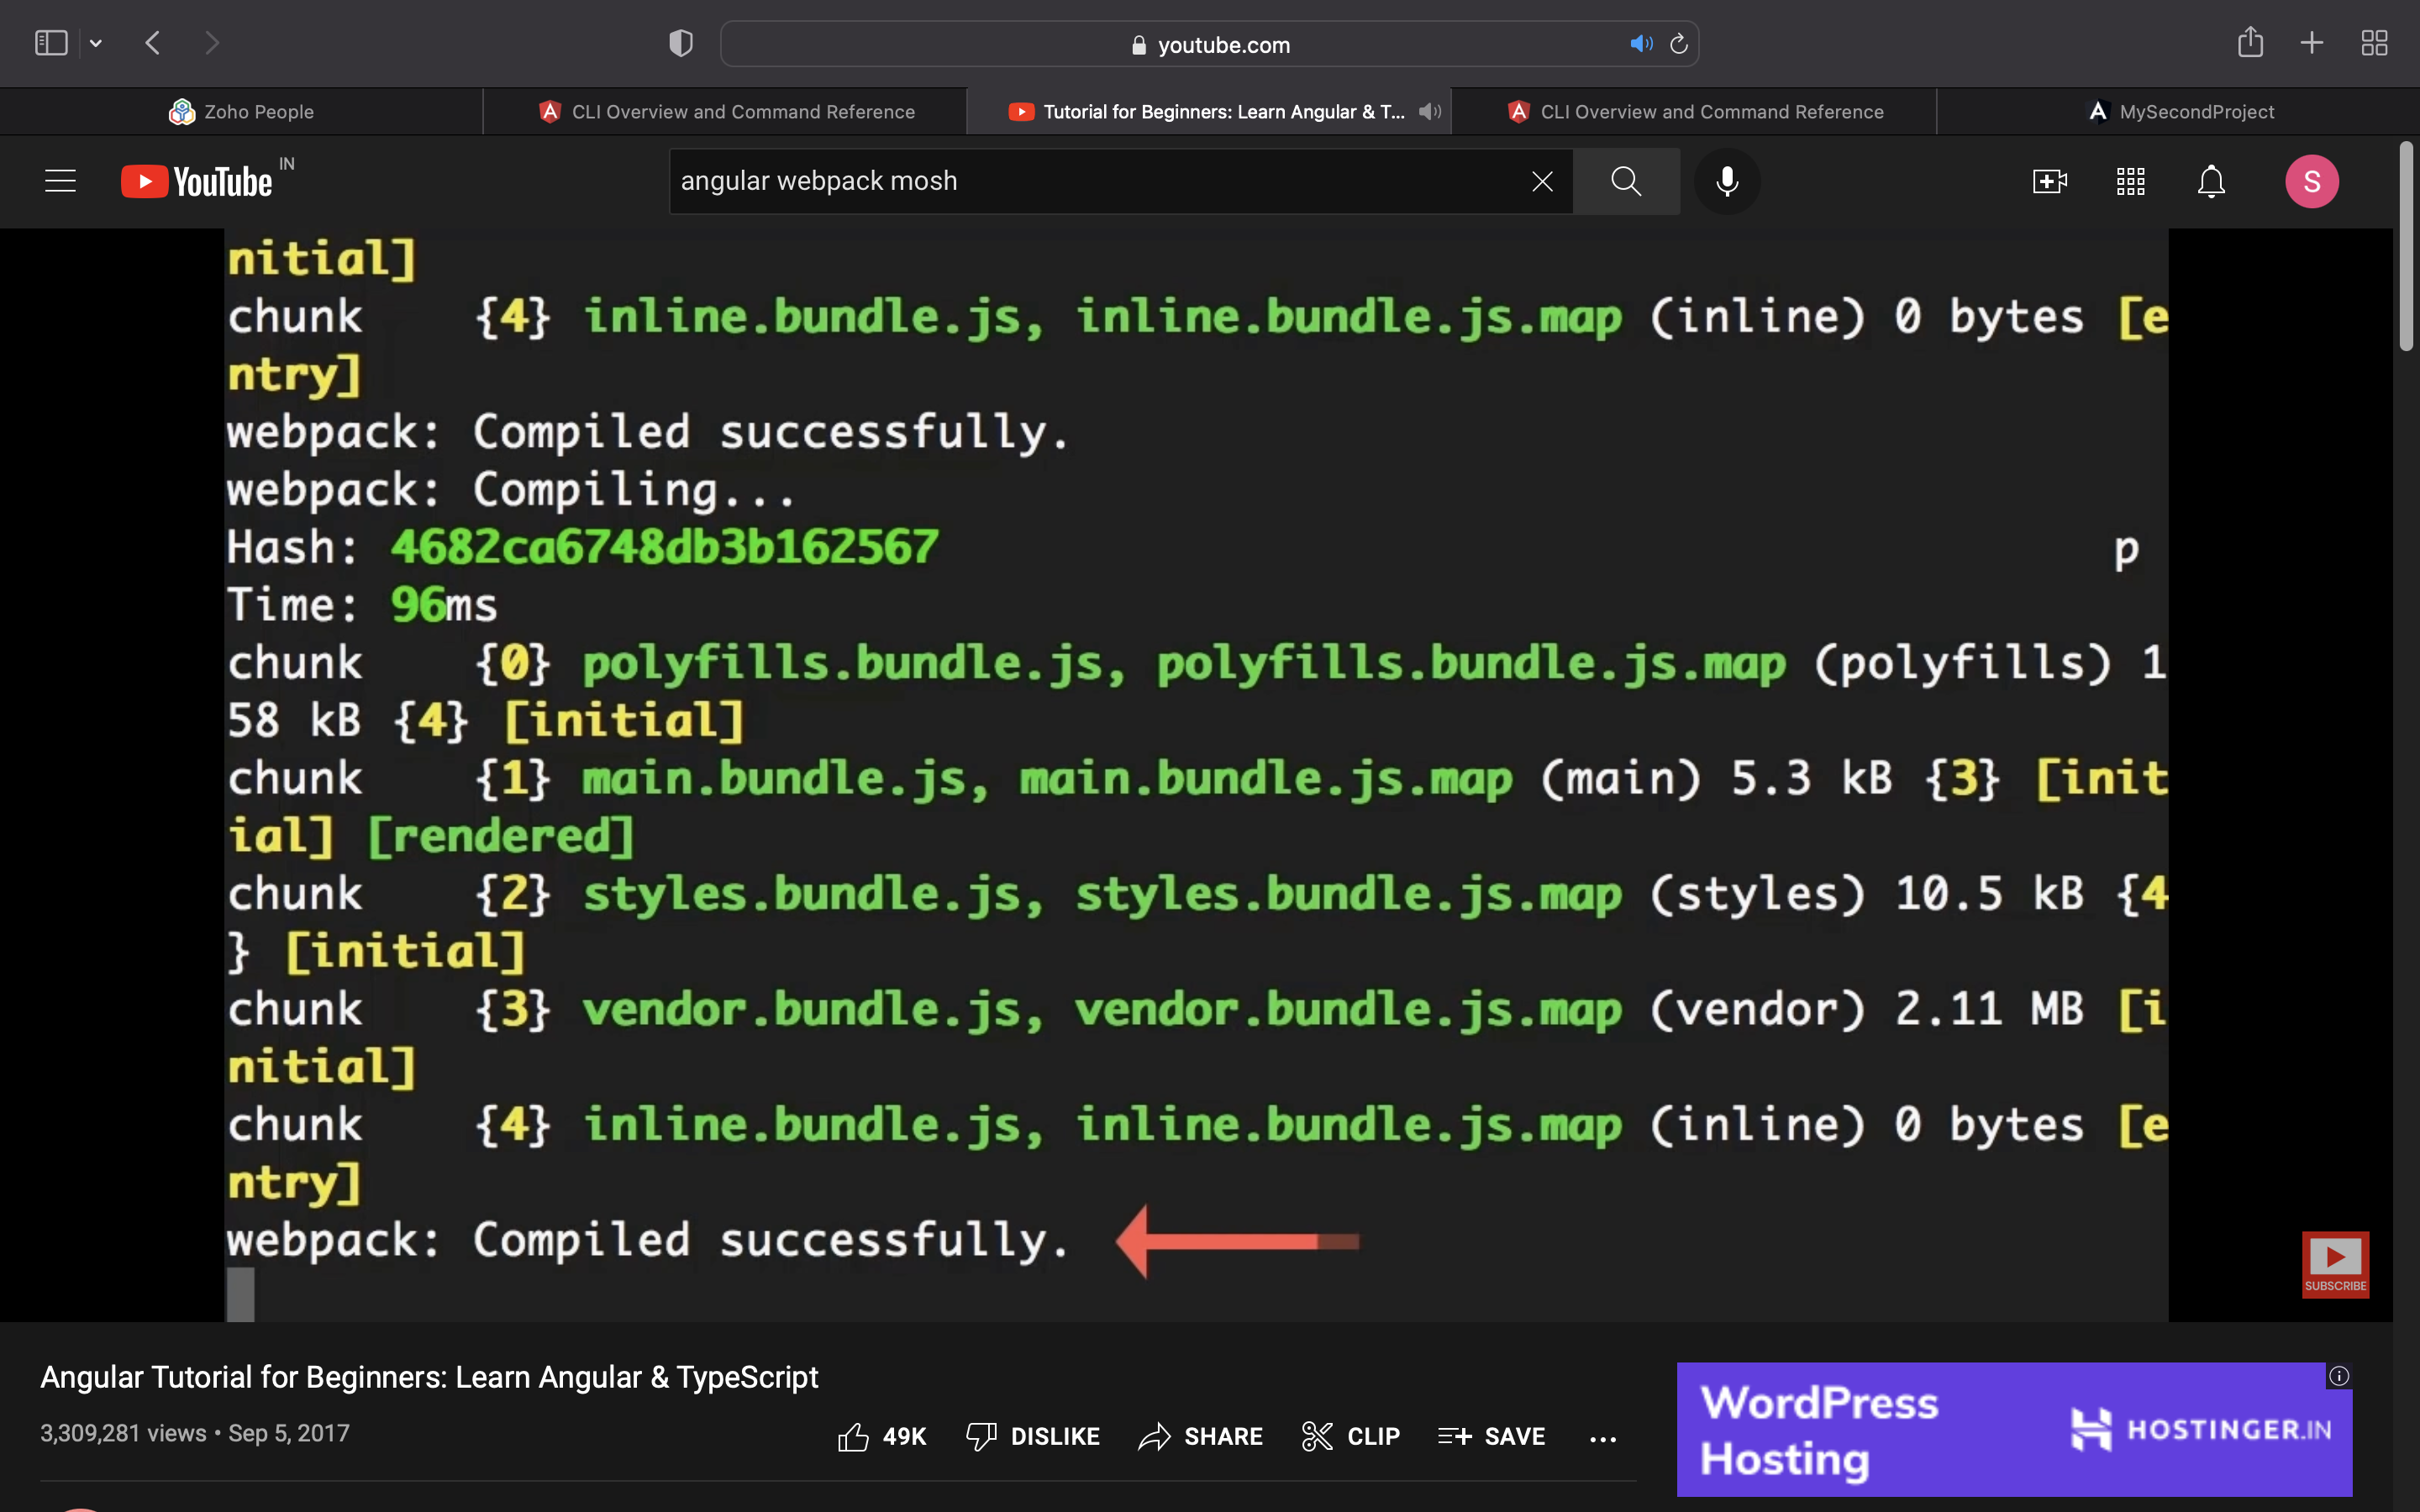 youtube.com
Zoho People
CLI Overview and Command Reference
Tutorial for Beginners: Learn Angular & T...
CLI Overview and Command Reference
MySecondProject
YouTube IN
angular webpack mosh
S
nitial]
chunk {4} inline.bundle.js, inline.bundle.js.map (inline) 0 bytes [e
ntry]
webpack: Compiled successfully.
webpack: Compiling...
Hash: 4682ca6748db3b162567 p
Time: 96ms
chunk {0} polyfills.bundle.js, polyfills.bundle.js.map (polyfills) 1
58 kB {4} [initial]
chunk {1} main.bundle.js, main.bundle.js.map (main) 5.3 kB {3} [init
ial] [rendered]
chunk {2} styles.bundle.js, styles.bundle.js.map (styles) 10.5 kB {4
} [initial]
chunk {3} vendor.bundle.js, vendor.bundle.js.map (vendor) 2.11 MB [i
nitial]
chunk {4} inline.bundle.js, inline.bundle.js.map (inline) 0 bytes [e
ntry]
webpack: Compiled successfully.
SUBSCRIBE
Angular Tutorial for Beginners: Learn Angular & TypeScript
3,309,281 views • Sep 5, 2017
49K
DISLIKE
SHARE
CLIP
SAVE
WordPress
Hosting
HOSTINGER.IN